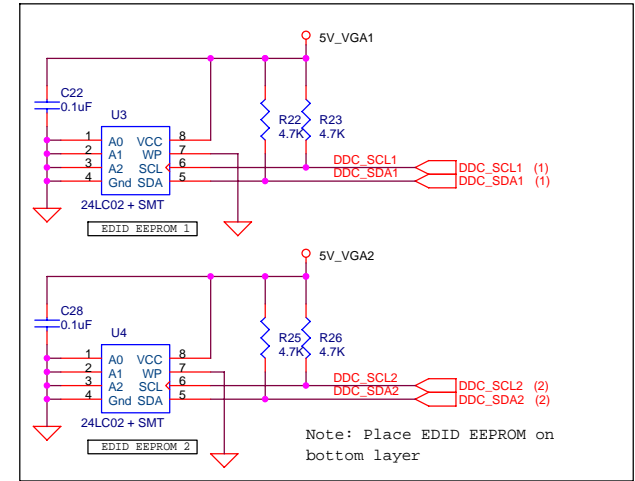 5V_VGA1
C22
0.1uF
U3
R22
4.7K
R23
4.7K
1 A0 VCC 8
2 A1 WP 7
3 A2 SCL 6
4 Gnd SDA 5
24LC02 + SMT
EDID EEPROM 1
DDC_SCL1
DDC_SDA1
DDC_SCL1 (1)
DDC_SDA1 (1)
5V_VGA2
C28
0.1uF
U4
R25
4.7K
R26
4.7K
1 A0 VCC 8
2 A1 WP 7
3 A2 SCL 6
4 Gnd SDA 5
24LC02 + SMT
EDID EEPROM 2
DDC_SCL2
DDC_SDA2
DDC_SCL2 (2)
DDC_SDA2 (2)
Note: Place EDID EEPROM on
bottom layer